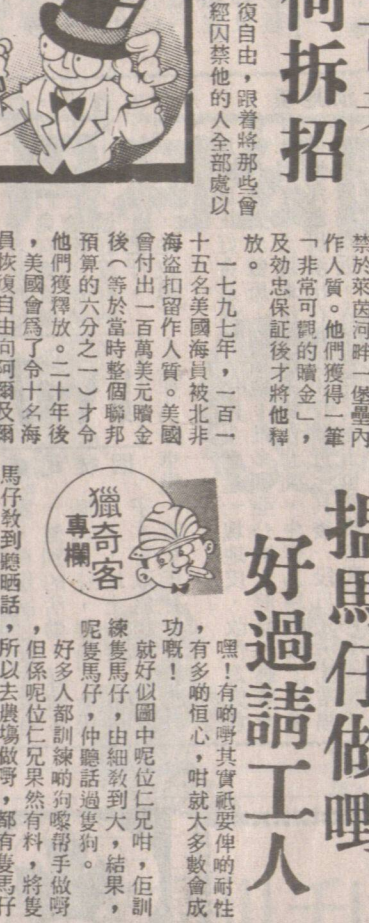 何拆招
復自由，跟着將那些曾
經囚禁他的人全部處以
禁於萊茵河畔一堡壘內
作人質。他們獲得一筆
「非常可觀的贖金」，
及効忠保証後才將他釋
放。
一七九七年，一百一
十五名美國海員被北非
海盜扣留作人質。美國
曾付出一百萬美元贖金
後（等於當時整個聯邦
預算的六分之一）才令
他們獲釋放。二十年後
，美國會爲了令十名海
員恢復自由向阿爾及爾
搵馬仔做嘢
好過請工人
獵奇客
專欄
嘿！有啲嘢其實祇要俾啲耐性
，有多啲恒心，咁就大多數會成
功嘅！
就好似圖中呢位仁兄咁，佢訓
練隻馬仔，由細敎到大，結果，
呢隻馬仔，仲聽話過隻狗。
好多人都訓練啲狗嚟帮手做嘢
，但係呢位仁兄果然有料，將隻
馬仔敎到聽晒話，所以去農場做嘢，都有隻馬仔